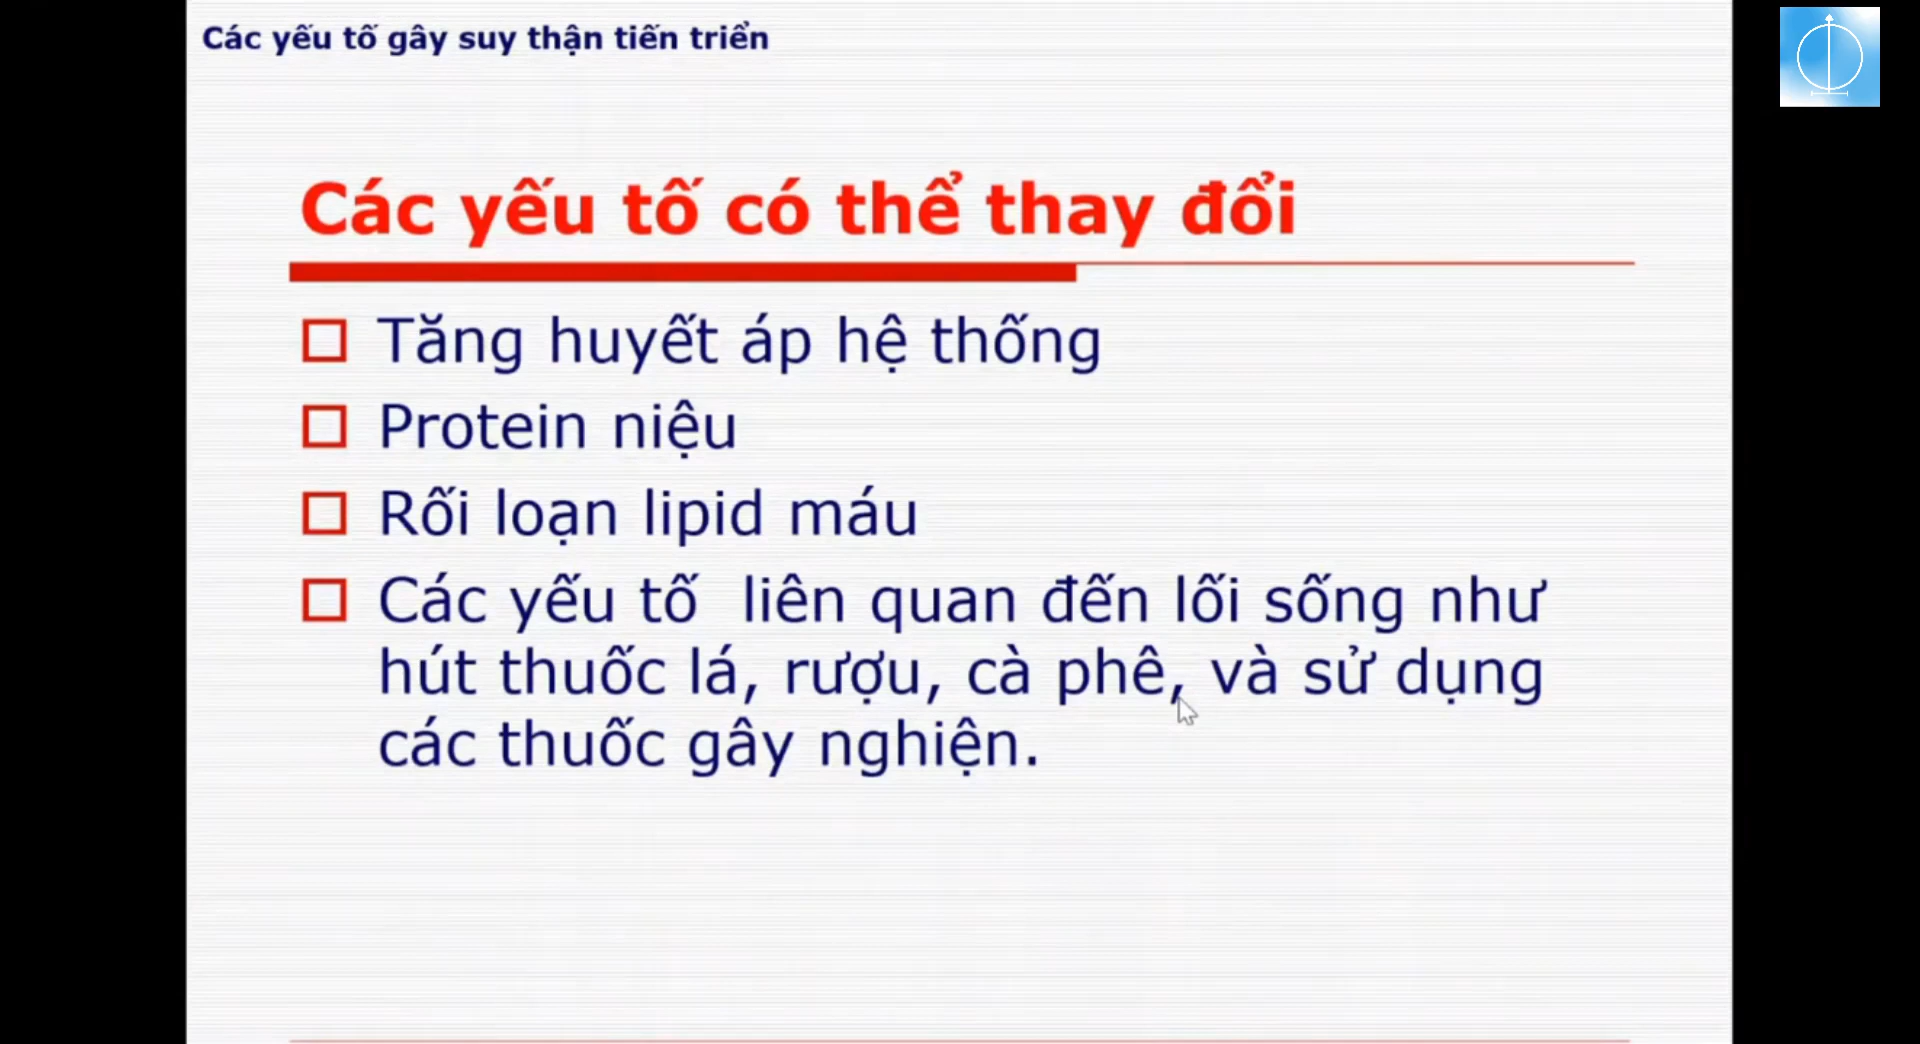 Các yếu tố gây suy thận tiến triển
Các yếu tố có thể thay đổi
Tăng huyết áp hệ thống
Protein niệu
Rối loạn lipid máu
Các yếu tố liên quan đến lối sống như
hút thuốc lá, rượu, cà phê, và sử dụng
các thuốc gây nghiện.